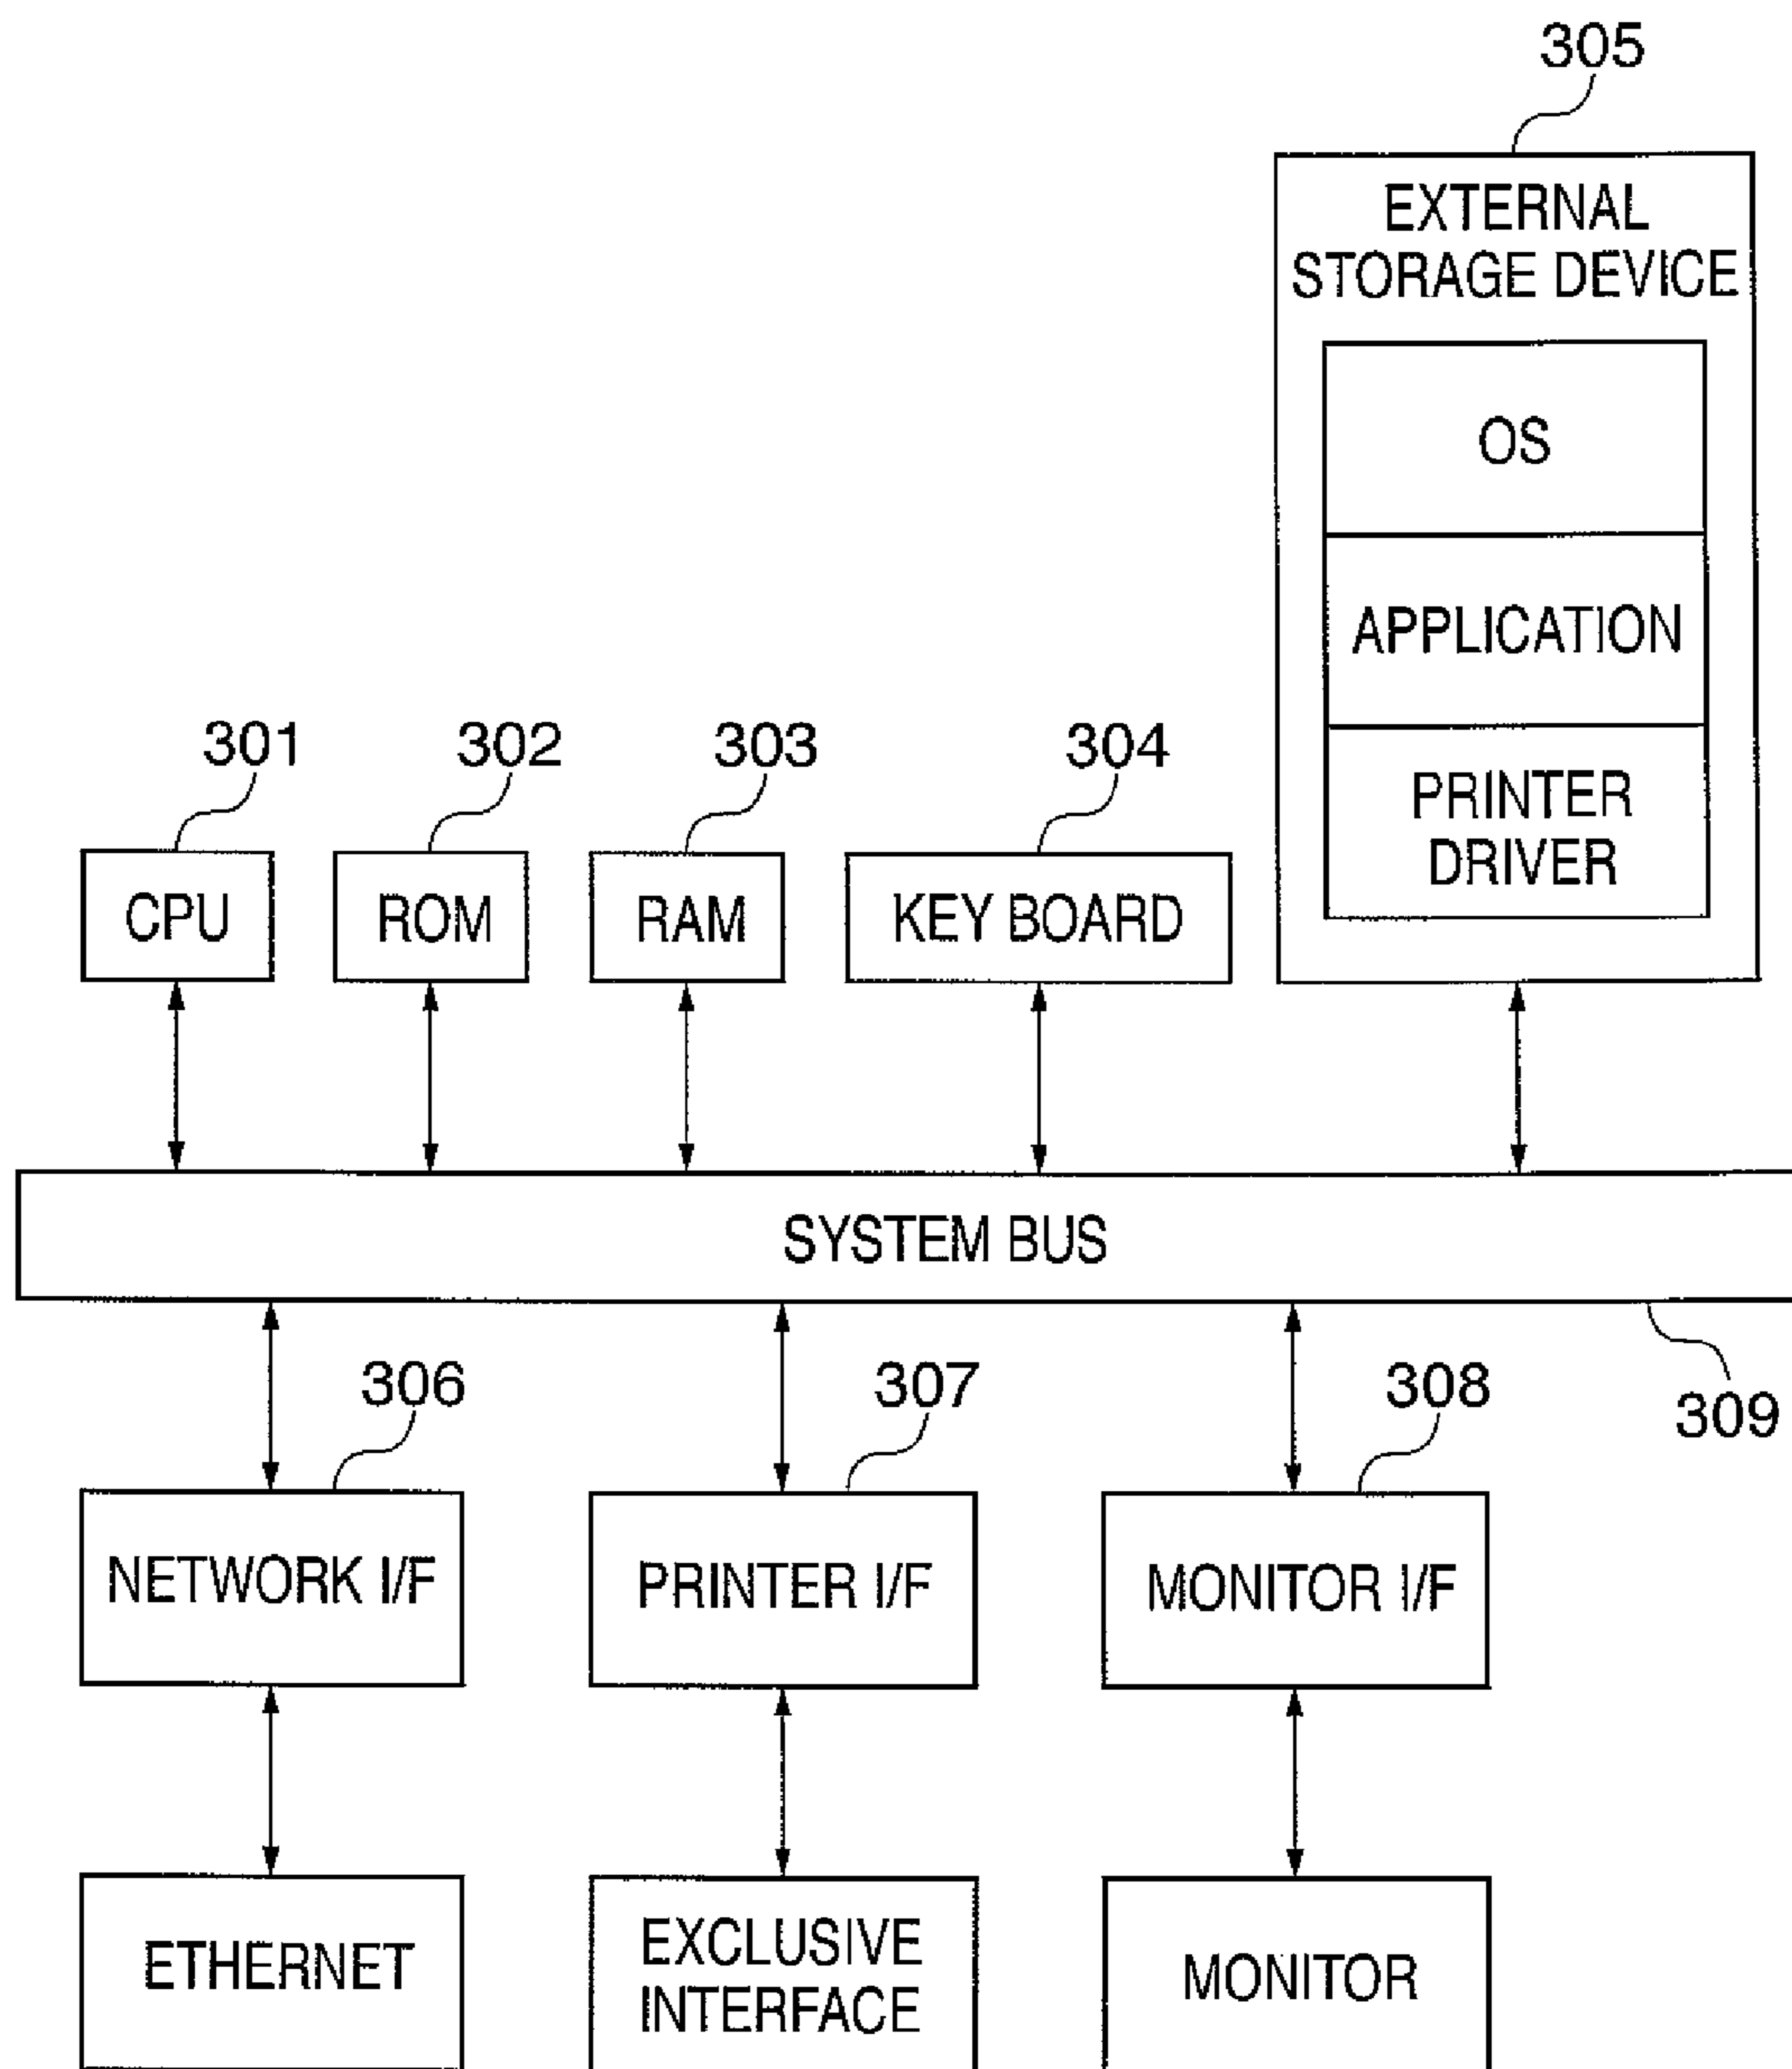 305
EXTERNAL
STORAGE DEVICE
OS
APPLICATION
PRINTER
DRIVER
301
302
303
304
CPU
ROM
RAM
KEY BOARD
SYSTEM BUS
306
307
308
309
NETWORK I/F
PRINTER I/F
MONITOR I/F
ETHERNET
EXCLUSIVE
INTERFACE
MONITOR